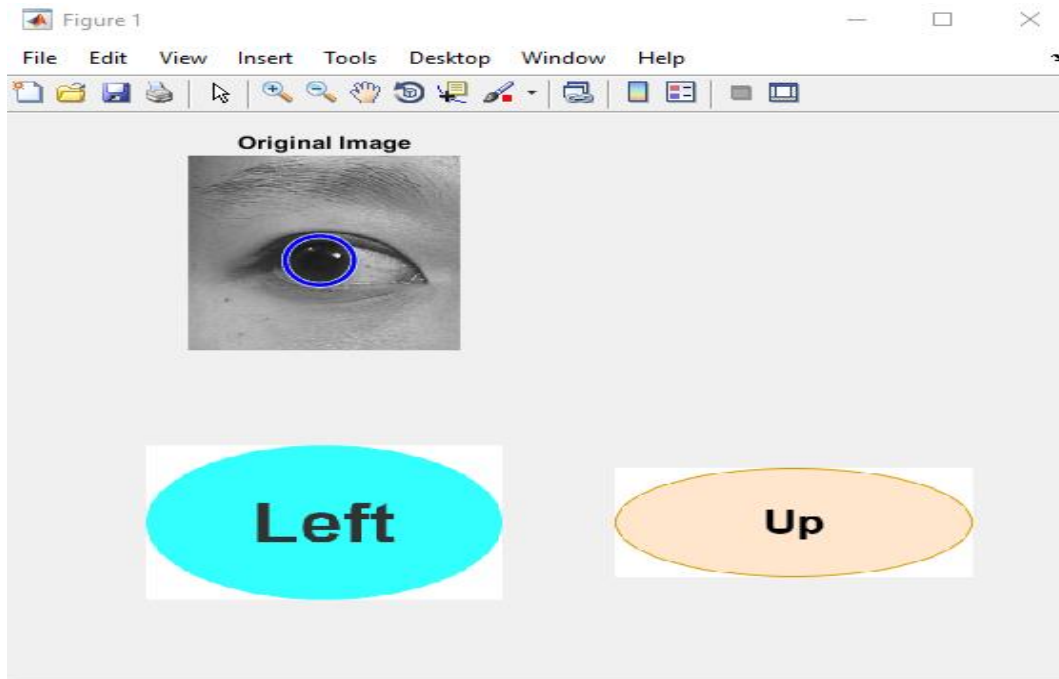 Figure 1
File Edit View Insert Tools Desktop Window Help
Original Image
Left
Up